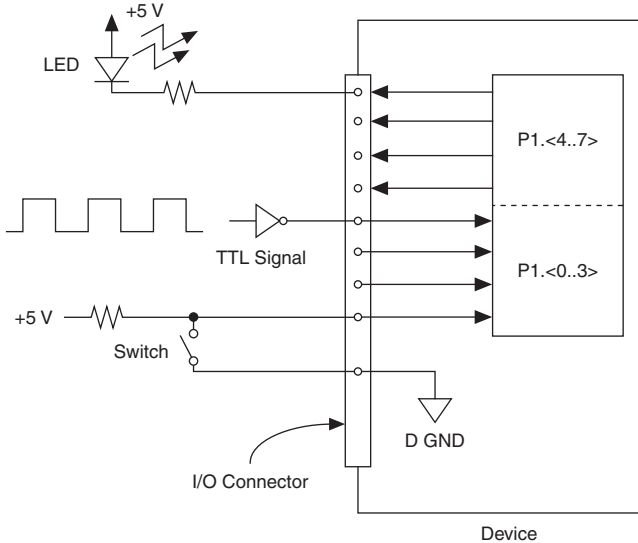 +5 V
LED
P1.<4..7>
TTL Signal
P1.<0..3>
+5 V
Switch
D GND
I/O Connector
Device